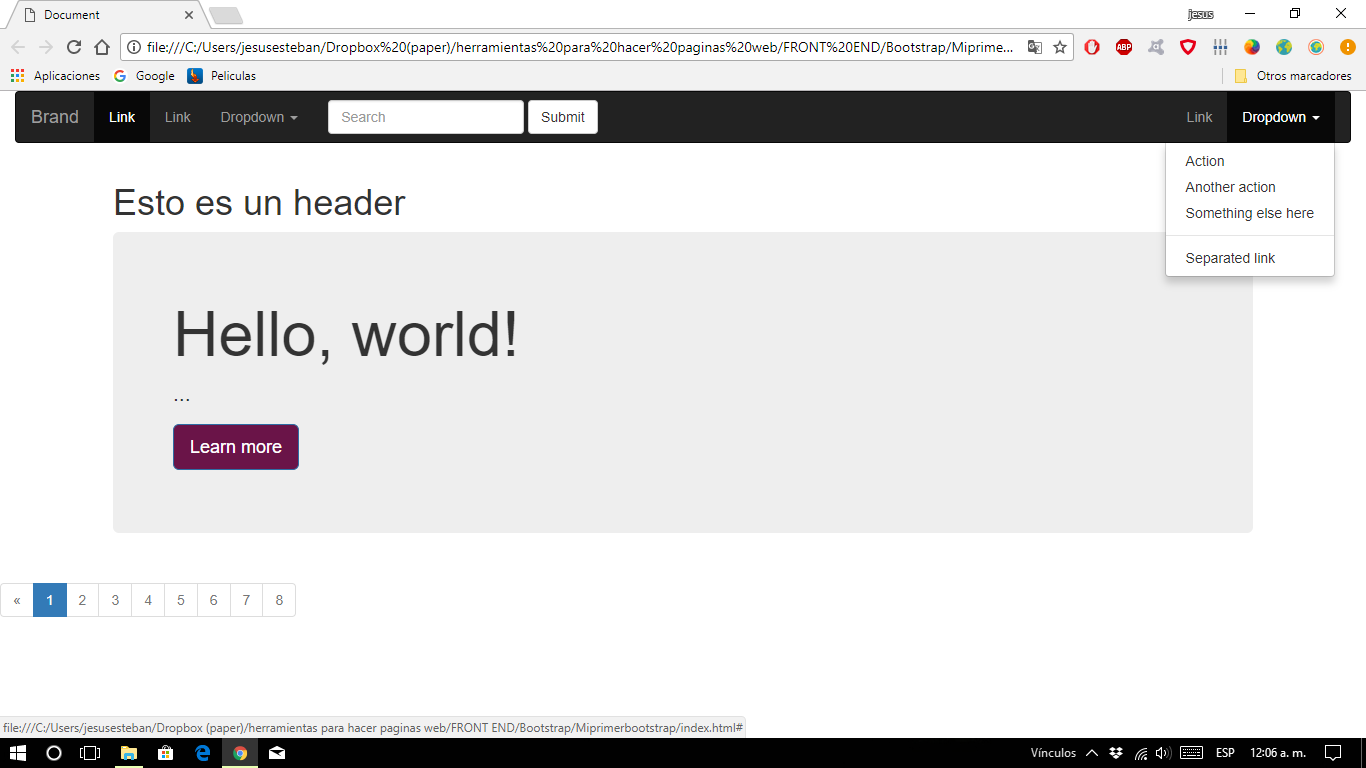 Document
jesus
file:///C:/Users/jesusesteban/Dropbox%20(paper)/herramientas%20para%20hacer%20paginas%20web/FRONT%20END/Bootstrap/Miprimer...
ABP
Aplicaciones Google Peliculas Otros marcadores
Brand Link Link Dropdown Search Submit Link Dropdown
Action
Another action
Something else here
Separated link
Esto es un header
Hello, world!
...
Learn more
« 1 2 3 4 5 6 7 8
file:///C:/Users/jesusesteban/Dropbox (paper)/herramientas para hacer paginas web/FRONT END/Bootstrap/Miprimerbootstrap/index.html#
Vínculos ESP 12:06 a. m.